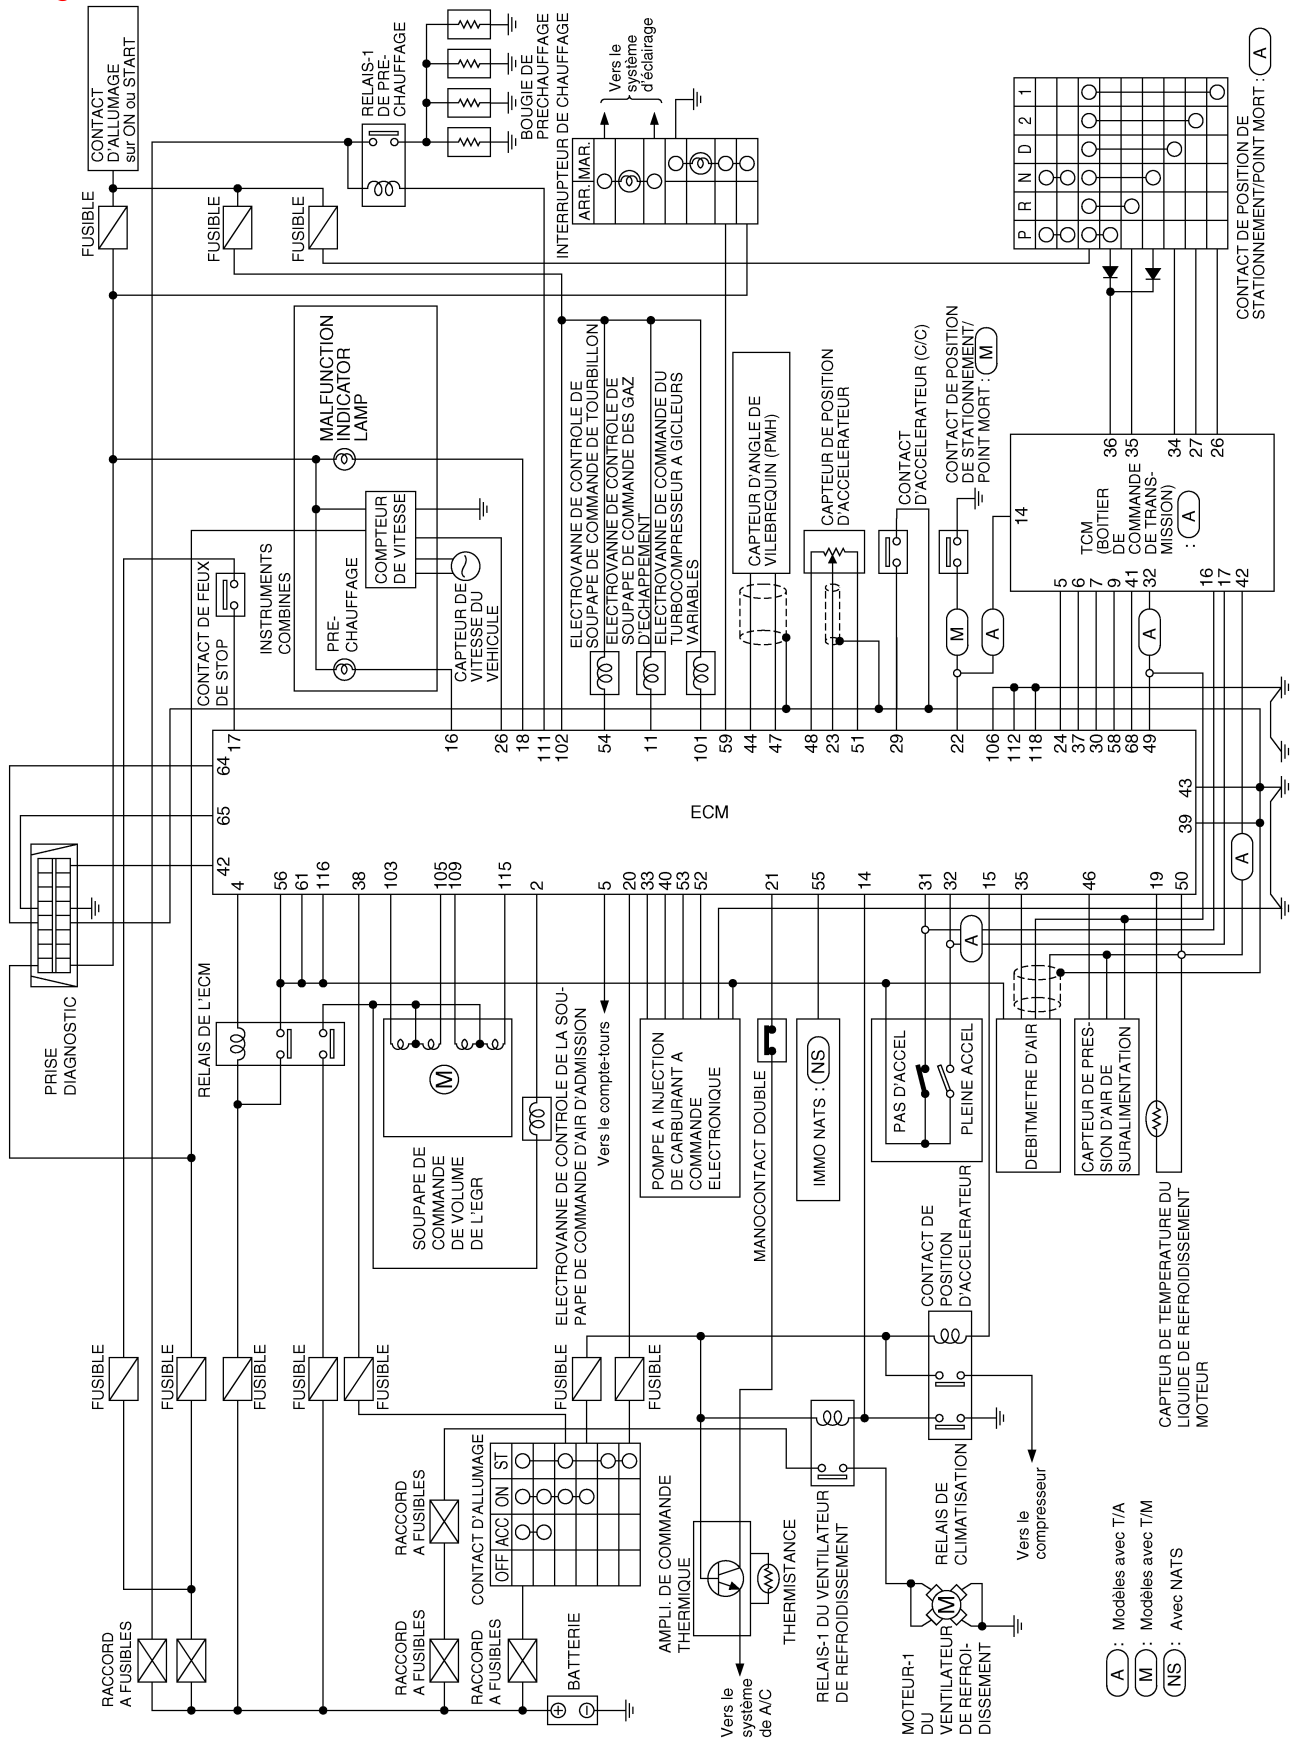 CONTACT
D'ALLUMAGE
sur ON ou START
FUSIBLE
FUSIBLE
FUSIBLE
RELAIS-1
DE PRE-
CHAUFFAGE
BOUGIE DE
PRECHAUFFAGE
INTERRUPTEUR DE CHAUFFAGE
ARR. MAR.
Vers le
système
d'éclairage
P R N D 2 1
CONTACT DE POSITION DE
STATIONNEMENT/POINT MORT : A
MALFUNCTION
INDICATOR
LAMP
COMPTEUR
DE VITESSE
PRE-
CHAUFFAGE
INSTRUMENTS
COMBINES
CAPTEUR DE
VITESSE DU
VEHICULE
CONTACT DE FEUX
DE STOP
ELECTROVANNE DE CONTROLE DE
SOUPAPE DE COMMANDE DE TOURBILLON
ELECTROVANNE DE CONTROLE DE
SOUPAPE DE COMMANDE DES GAZ
D'ECHAPPEMENT
ELECTROVANNE DE COMMANDE DU
TURBOCOMPRESSEUR A GICLEURS
VARIABLES
CAPTEUR D'ANGLE DE
VILEBREQUIN (PMH)
CAPTEUR DE POSITION
D'ACCELERATEUR
CONTACT
D'ACCELERATEUR (C/C)
CONTACT DE POSITION
DE STATIONNEMENT/
POINT MORT : M
M
A
14
TCM
(BOITIER
DE
COMMANDE
DE TRANS-
MISSION)
: A
36
35
34
27
26
5
6
7
9
41
32
16
17
42
A
17
16
26
18
111
102
54
11
101
59
44
47
48
23
51
29
22
106
112
118
24
37
30
58
68
49
64
65
42
ECM
43
39
A
4
56
61
116
38
103
105
109
115
2
5
20
33
40
53
52
21
55
14
31
32
15
35
46
19
50
A
PRISE
DIAGNOSTIC
RELAIS DE L'ECM
M
SOUPAPE DE
COMMANDE
DE VOLUME
DE L'EGR
ELECTROVANNE DE CONTROLE DE LA SOU-
PAPE DE COMMANDE D'AIR D'ADMISSION
Vers le compte-tours
POMPE A INJECTION
DE CARBURANT A
COMMANDE
ELECTRONIQUE
MANOCONTACT DOUBLE
IMMO NATS : NS
PAS D'ACCEL
PLEINE ACCEL
CONTACT DE
POSITION
D'ACCELERATEUR
DEBITMETRE D'AIR
CAPTEUR DE PRES-
SION D'AIR DE
SURALIMENTATION
CAPTEUR DE TEMPERATURE DU
LIQUIDE DE REFROIDISSEMENT
MOTEUR
FUSIBLE
FUSIBLE
FUSIBLE
FUSIBLE
FUSIBLE
FUSIBLE
FUSIBLE
RACCORD
A FUSIBLES
RACCORD
A FUSIBLES
RACCORD
A FUSIBLES
RACCORD
A FUSIBLES
CONTACT D'ALLUMAGE
OFF ACC ON ST
BATTERIE
AMPLI. DE COMMANDE
THERMIQUE
THERMISTANCE
Vers le
système
de A/C
RELAIS-1 DU VENTILATEUR
DE REFROIDISSEMENT
RELAIS DE
CLIMATISATION
Vers le
compresseur
M
MOTEUR-1
DU
VENTILATEUR
DE REFROI-
DISSEMENT
A : Modèles avec T/A
M : Modèles avec T/M
NS : Avec NATS